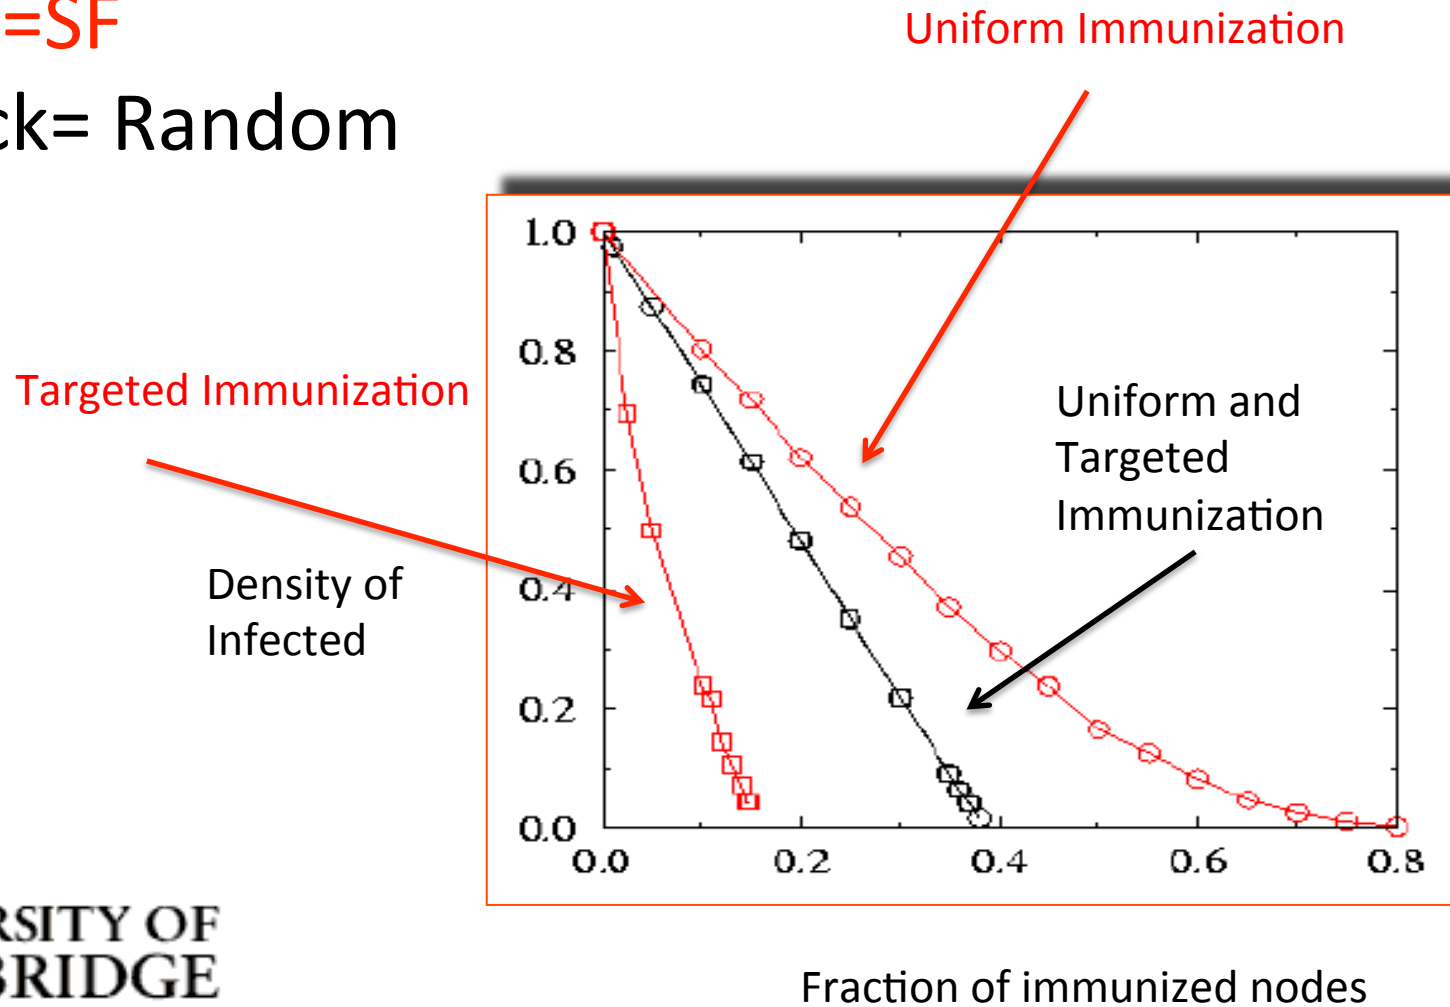 =SF
ck= Random
Uniform Immunization
Targeted Immunization
Uniform and
Targeted
Immunization
Density of
Infected
1.0
0.8
0.6
0.4
0.2
0.0
0.0 0.2 0.4 0.6 0.8
Fraction of immunized nodes
RSITY OF
BRIDGE